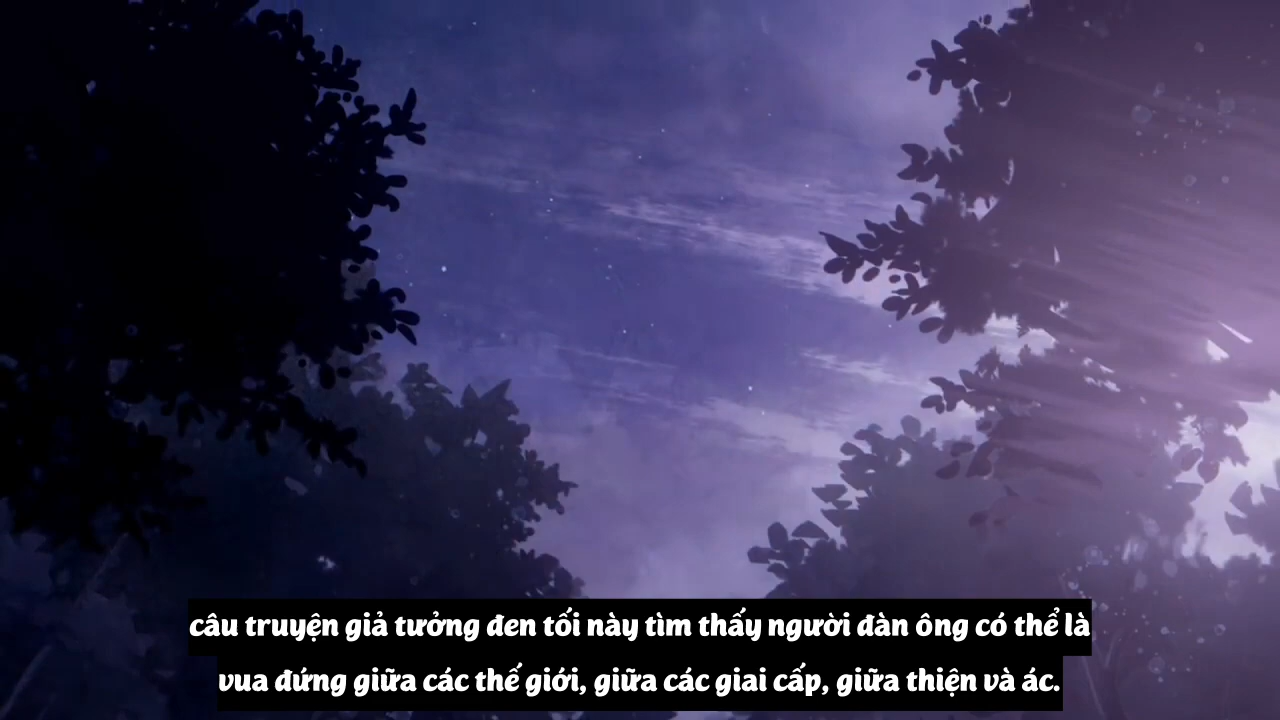 câu truyện giả tưởng đen tối này tìm thấy người đàn ông có thể là
vua đứng giữa các thế giới, giữa các giai cấp, giữa thiện và ác.